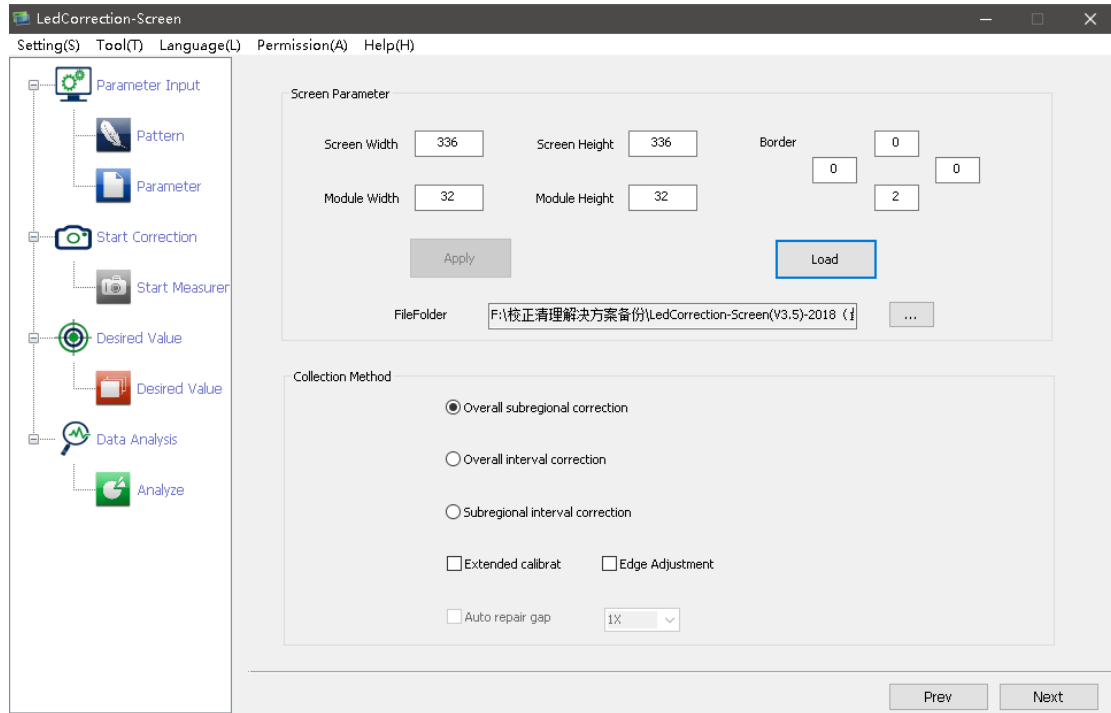 LedCorrection-Screen
Setting(S) Tool(T) Language(L) Permission(A) Help(H)
Parameter Input
Pattern
Parameter
Start Correction
Start Measurer
Desired Value
Desired Value
Data Analysis
Analyze
Screen Parameter
Screen Width 336 Screen Height 336 Border 0
0 0
Module Width 32 Module Height 32 2
Apply Load
FileFolder F:\校正清理解决方案备份\LedCorrection-Screen(V3.5)-2018 ( ...
Collection Method
Overall subregional correction
Overall interval correction
Subregional interval correction
Extended calibrat Edge Adjustment
Auto repair gap 1X
Prev Next